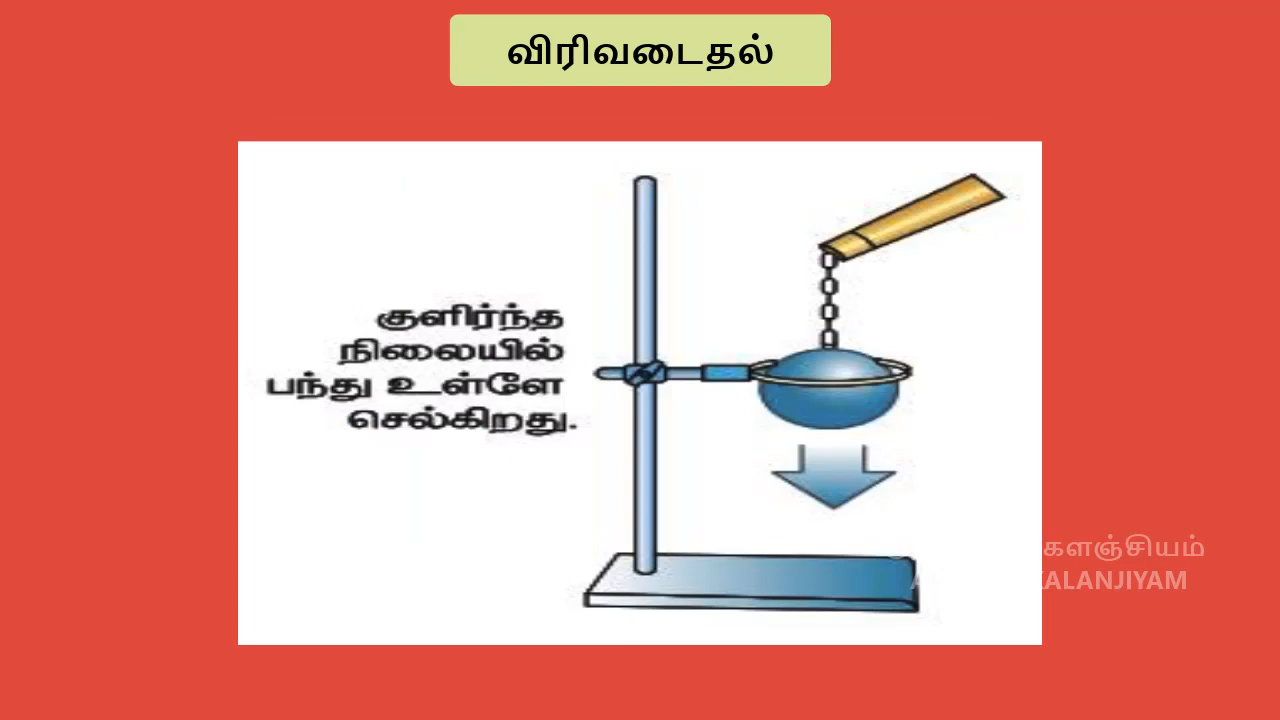 விரிவடைதல்
குளிர்ந்த
நிலையில்
பந்து உள்ளே
செல்கிறது.
களஞ்சியம்
KALANJIYAM